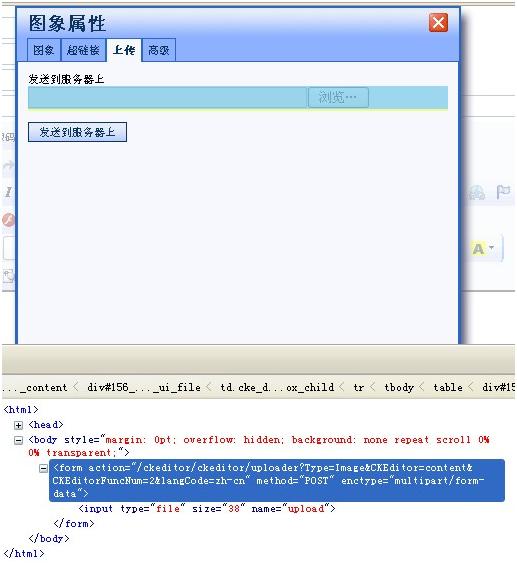 图象属性
图象 超链接 上传 高级
发送到服务器上
浏览…
发送到服务器上
码
I
A
..._content < div#156_..._ui_file < td.cke_d...ox_child < tr < tbody < table < div#15
<html>
<head>
<body style="margin: 0pt; overflow: hidden; background: none repeat scroll 0%
0% transparent;">
<form action="/ckeditor/ckeditor/uploader?Type=Image&CKEditor=content&
CKEditorFuncNum=2&langCode=zh-cn" method="POST" enctype="multipart/form-
data">
<input type="file" size="38" name="upload">
</form>
</body>
</html>